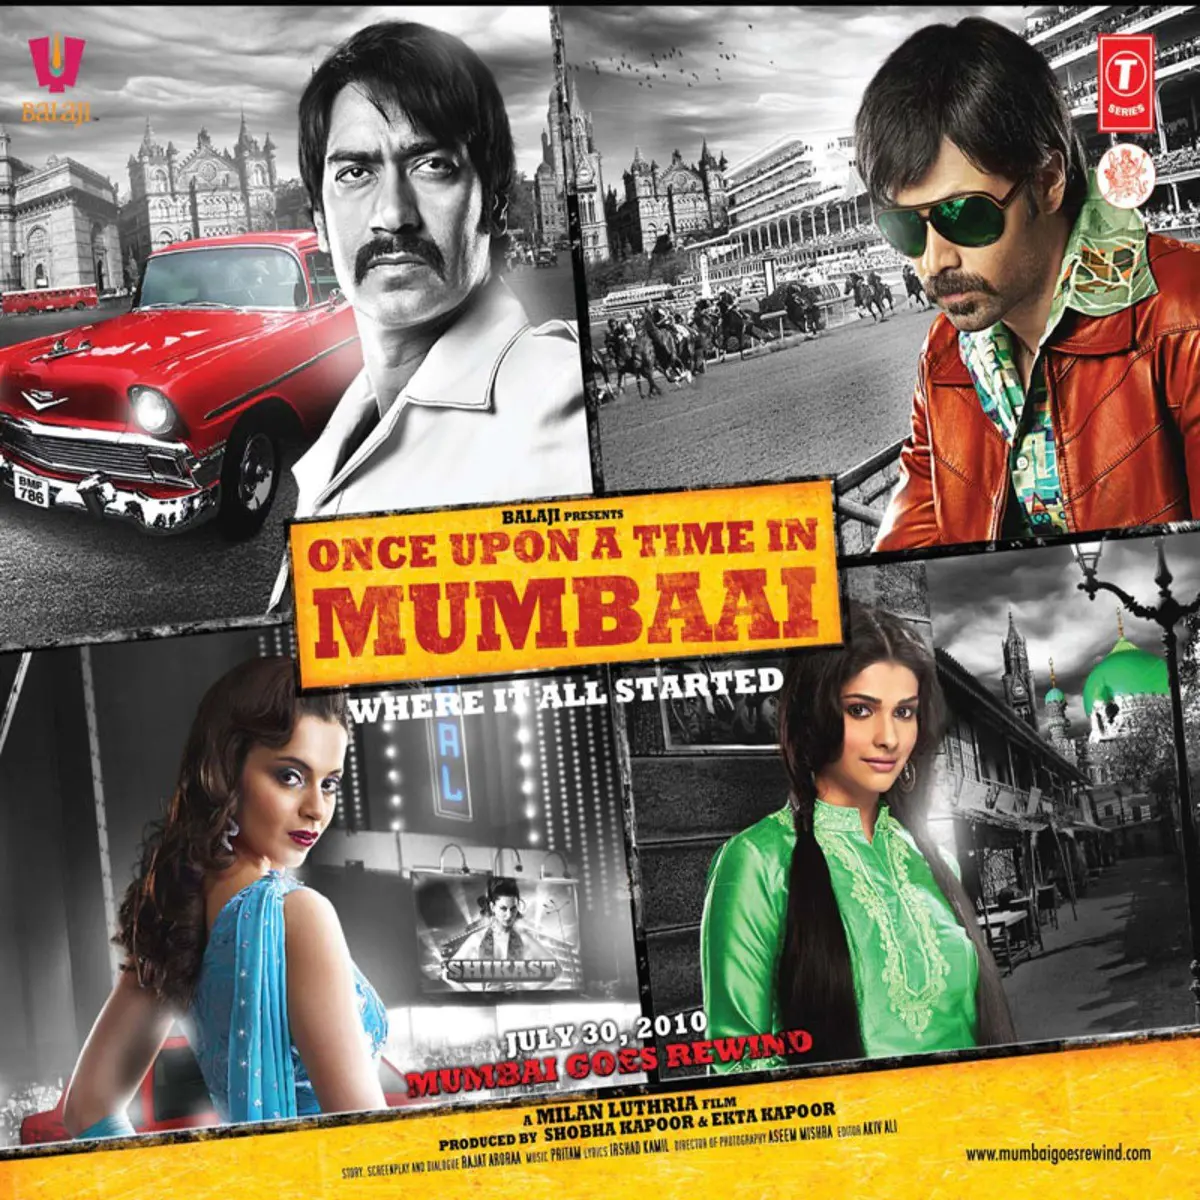 BALAJI
T
SERIES
BMF
786
BALAJI PRESENTS
ONCE UPON A TIME IN
MUMBAAI
WHERE IT ALL STARTED
AL
SHIKAST
JULY 30, 2010
MUMBAI GOES REWIND
A MILAN LUTHRIA FILM
PRODUCED BY SHOBHA KAPOOR & EKTA KAPOOR
STORY, SCREENPLAY AND DIALOGUE RAJAT ARORAA MUSIC PRITAM LYRICS IRSHAD KAMIL DIRECTOR OF PHOTOGRAPHY ASEEM MISHRA EDITOR AKIV ALI
www.mumbaigoesrewind.com